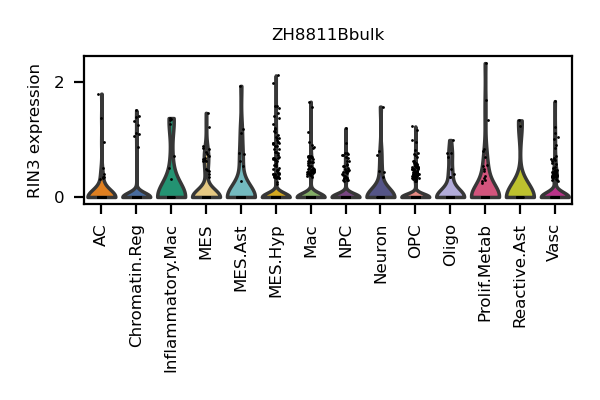 ZH8811Bbulk
RIN3 expression
2
0
AC
Chromatin.Reg
Inflammatory.Mac
MES
MES.Ast
MES.Hyp
Mac
NPC
Neuron
OPC
Oligo
Prolif.Metab
Reactive.Ast
Vasc